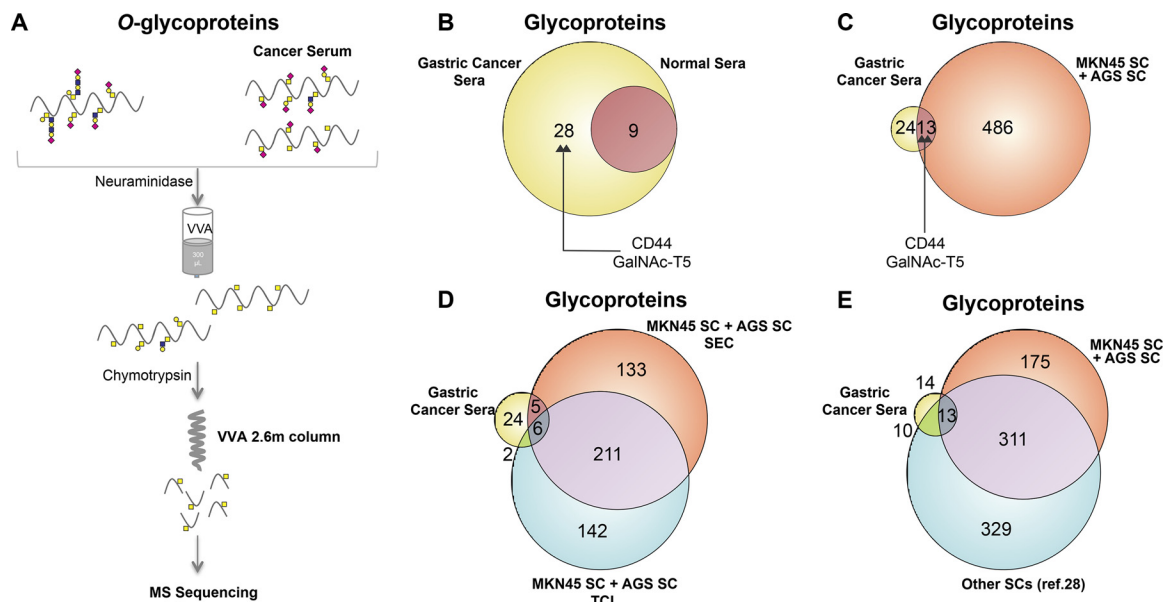 A
O-glycoproteins
Cancer Serum
Neuraminidase
VVA
300
µL
Chymotrypsin
VVA 2.6m column
MS Sequencing
B
Glycoproteins
Gastric Cancer
Sera
Normal Sera
28
9
CD44
GalNAc-T5
C
Glycoproteins
Gastric
Cancer Sera
MKN45 SC
+ AGS SC
24
13
486
CD44
GalNAc-T5
D
Glycoproteins
MKN45 SC + AGS SC
SEC
133
Gastric
Cancer Sera
24
5
6
2
211
142
MKN45 SC + AGS SC
TCL
E
Glycoproteins
MKN45 SC
+ AGS SC
175
14
Gastric
Cancer Sera
13
10
311
329
Other SCs (ref.28)